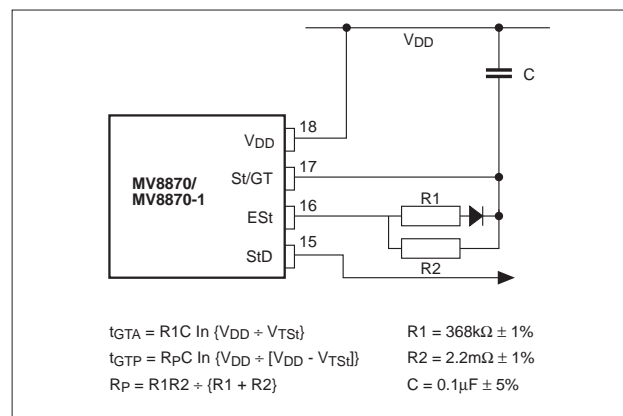 VDD
C
18
VDD
17
MV8870/
MV8870-1
St/GT
16
R1
ESt
15
StD
R2
tGTA = R1C In {VDD ÷ VTSt}
R1 = 368kΩ ± 1%
tGTP = RPC In {VDD ÷ [VDD - VTSt]}
R2 = 2.2mΩ ± 1%
RP = R1R2 ÷ {R1 + R2}
C = 0.1µF ± 5%